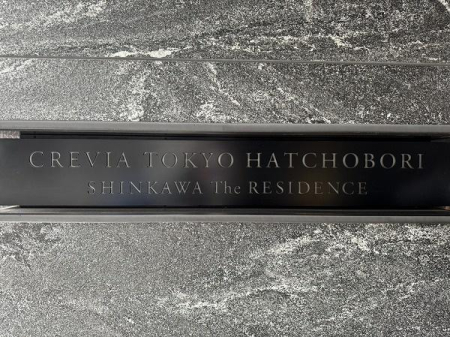 CREVIA TOKYO HATCHOBORI
SHINKAWA The RESIDENCE